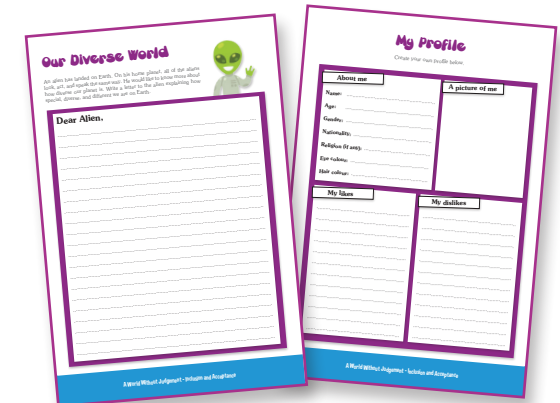 Our Diverse World
An alien has landed on Earth. On his home planet, all of the aliens
look, act, and speak the same way. He would like to know more about
how diverse our planet is. Write a letter to the alien explaining how
special, diverse, and different we are on Earth.
Dear Alien,
A World Without Judgement - Inclusion and Acceptance
My Profile
Create your own profile below.
About me
Name:
Age:
Gender:
Nationality:
Religion (if any):
Eye colour:
Hair colour:
A picture of me
My likes
My dislikes
A World Without Judgement - Inclusion and Acceptance